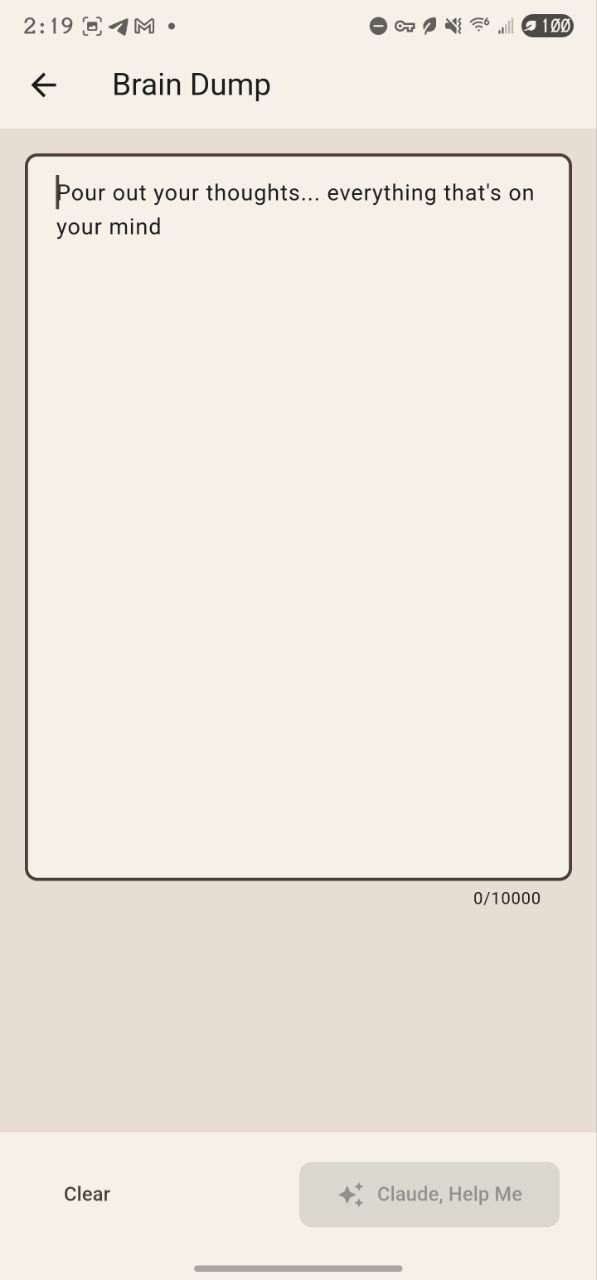 2:19
100
Brain Dump
Pour out your thoughts... everything that's on
your mind
0/10000
Clear
Claude, Help Me